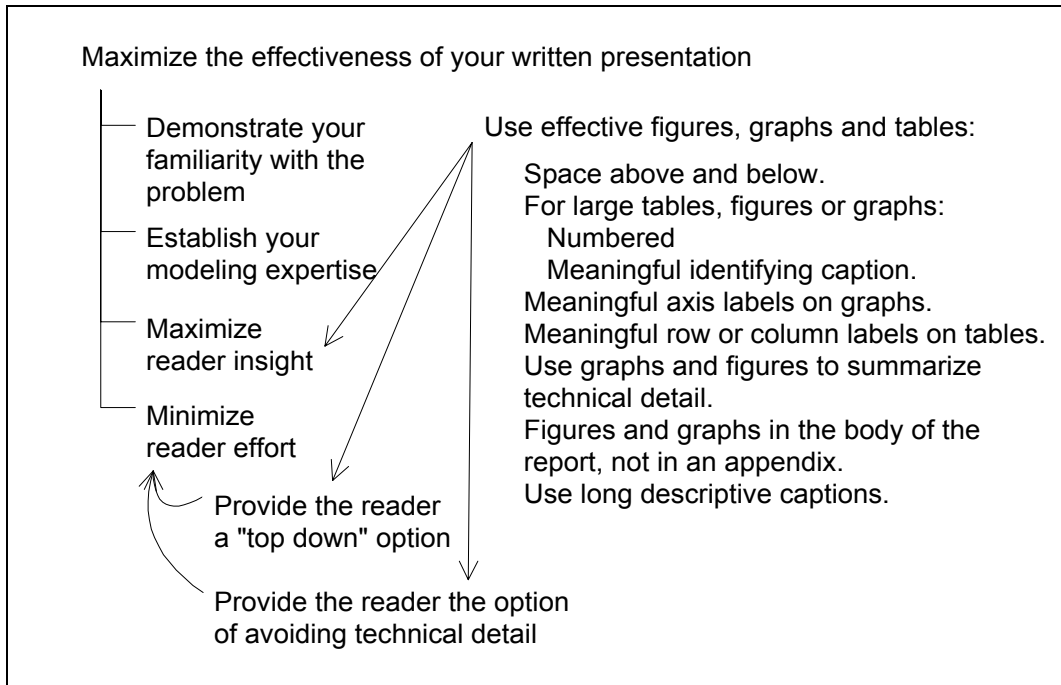 Maximize the effectiveness of your written presentation
Demonstrate your
familiarity with the
problem
Establish your
modeling expertise
Maximize
reader insight
Minimize
reader effort
Provide the reader
a "top down" option
Provide the reader the option
of avoiding technical detail
Use effective figures, graphs and tables:
Space above and below.
For large tables, figures or graphs:
Numbered
Meaningful identifying caption.
Meaningful axis labels on graphs.
Meaningful row or column labels on tables.
Use graphs and figures to summarize
technical detail.
Figures and graphs in the body of the
report, not in an appendix.
Use long descriptive captions.